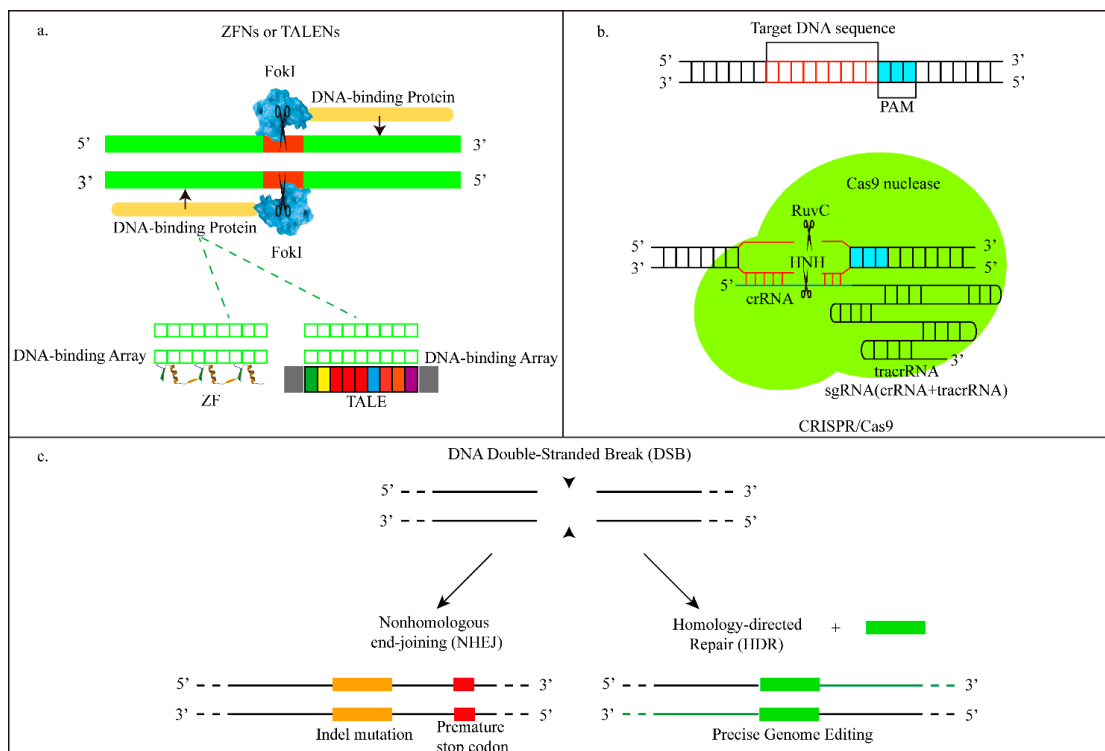 a.
ZFNs or TALENs
FokI
DNA-binding Protein
5’
3’
3’
5’
DNA-binding Protein
FokI
DNA-binding Array
DNA-binding Array
ZF
TALE
b.
Target DNA sequence
5’
3’
3’
5’
PAM
Cas9 nuclease
RuvC
5’
3’
HNH
3’
5’
5’
crRNA
3’
tracrRNA
sgRNA(crRNA+tracrRNA)
CRISPR/Cas9
c.
DNA Double-Stranded Break (DSB)
5’
3’
3’
5’
Nonhomologous
end-joining (NHEJ)
Homology-directed
Repair (HDR)
+
5’
3’
5’
3’
3’
5’
3’
5’
Indel mutation
Premature
stop codon
Precise Genome Editing